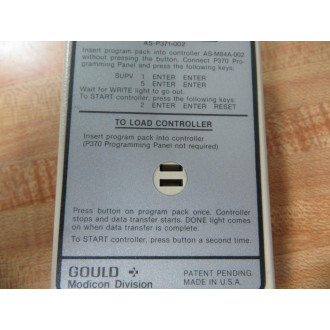 AS-P371-002
Insert program pack into controller AS-M84A-002
without pressing the button. Connect P370 Pro
gramming Panel and press the following keys:
SUPV 1 ENTER ENTER
5 ENTER ENTER
Wait for WRITE light to go out.
To START controller, press the following keys:
2 ENTER ENTER RESET
TO LOAD CONTROLLER
Insert program pack into controller.
(P370 Programming Panel not required)
Press button on program pack once. Controller
stops and data transfer starts. DONE light comes
on when data transfer is complete.
To START controller, press button a second time.
GOULD
Modicon Division
PATENT PENDING
MADE IN U.S.A.